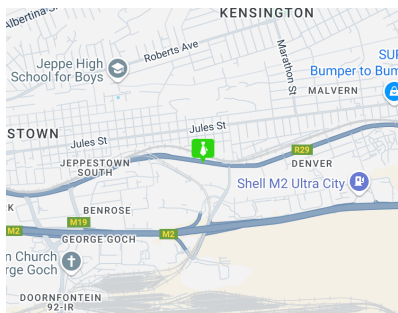 KENSINGTON
Albertina Si
Roberts Ave
Jeppe High
School for Boys
Marathon St
SUP
Bumper to Bum
MALVERN
Jules St
STOWN
Jules St
R29
JEPPESTOWN
SOUTH
DENVER
Shell M2 Ultra City
K
BENROSE
M19
M2
M2
GEORGE GOCH
n Church
rge Goch
DOORNFONTEIN
92-IR